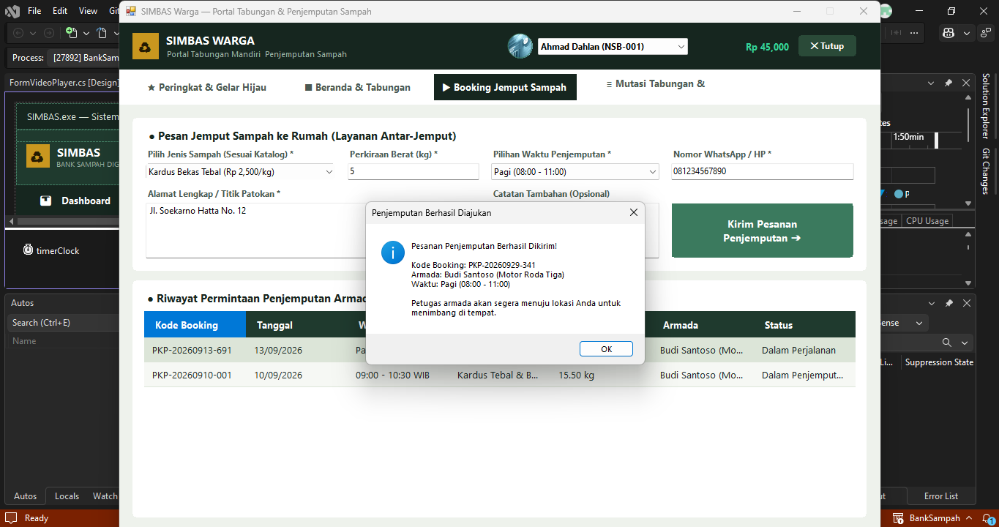 File Edit View Gi
SIMBAS Warga — Portal Tabungan & Penjemputan Sampah
Process: [27892] BankSam
SIMBAS WARGA
Portal Tabungan Mandiri Penjemputan Sampah
Ahmad Dahlan (NSB-001)
Rp 45,000
✕ Tutup
FormVideoPlayer.cs [Design]
★ Peringkat & Gelar Hijau
■ Beranda & Tabungan
▶ Booking Jemput Sampah
≡ Mutasi Tabungan &
SIMBAS.exe — Sistem
SIMBAS
BANK SAMPAH DIG
Dashboard
timerClock
● Pesan Jemput Sampah ke Rumah (Layanan Antar-Jemput)
Pilih Jenis Sampah (Sesuai Katalog) * Perkiraan Berat (kg) * Pilihan Waktu Penjemputan * Nomor WhatsApp / HP *
Kardus Bekas Tebal (Rp 2,500/kg) 5 Pagi (08:00 - 11:00) 081234567890
Alamat Lengkap / Titik Patokan * Catatan Tambahan (Opsional)
Jl. Soekarno Hatta No. 12
Kirim Pesanan
Penjemputan ➔
Penjemputan Berhasil Diajukan
Pesanan Penjemputan Berhasil Dikirim!
Kode Booking: PKP-20260929-341
Armada: Budi Santoso (Motor Roda Tiga)
Waktu: Pagi (08:00 - 11:00)
Petugas armada akan segera menuju lokasi Anda untuk
menimbang di tempat.
OK
● Riwayat Permintaan Penjemputan Armad
Kode Booking Tanggal W Armada Status
PKP-20260913-691 13/09/2026 Pa Budi Santoso (Mo... Dalam Perjalanan
PKP-20260910-001 10/09/2026 09:00 - 10:30 WIB Kardus Tebal & B... 15.50 kg Budi Santoso (Mo... Dalam Penjemput...
Solution Explorer
Git Changes
tes
1:50min
P
sage CPU Usage
Autos
Search (Ctrl+E)
Name
ense
Li... Suppression State
Autos Locals Watch
ut Error List
Ready
BankSampah
1